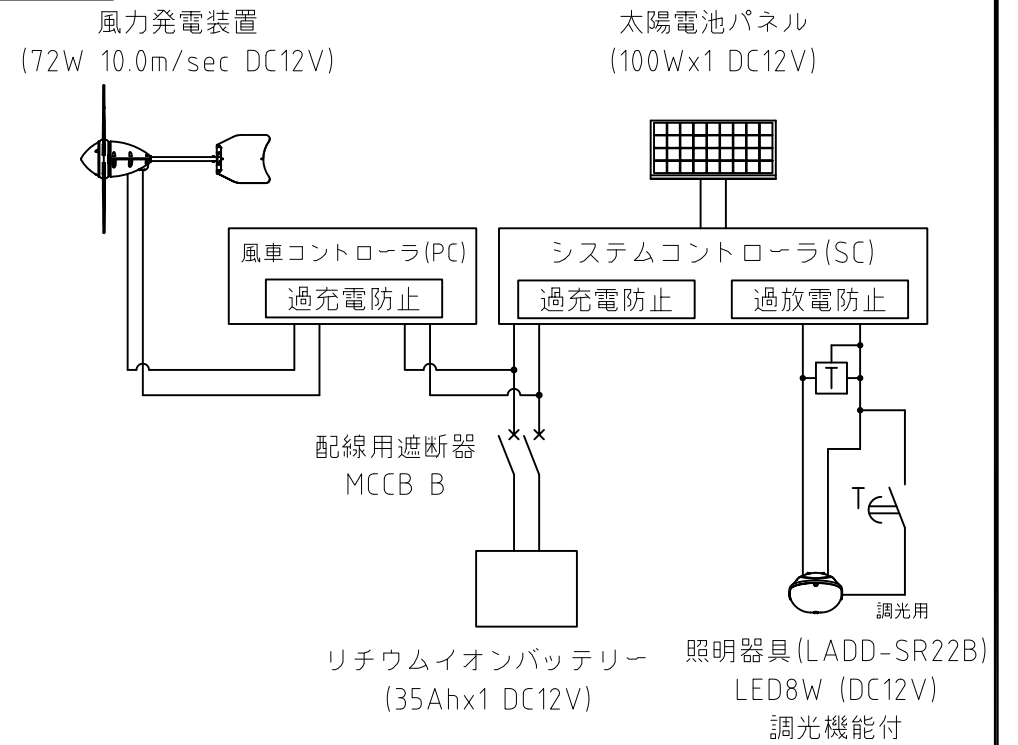 風力発電装置
(72W 10.0m/sec DC12V)
太陽電池パネル
(100Wx1 DC12V)
風車コントローラ(PC)
過充電防止
システムコントローラ(SC)
過充電防止
過放電防止
T
配線用遮断器
MCCB B
T
調光用
リチウムイオンバッテリー
(35Ahx1 DC12V)
照明器具(LADD-SR22B)
LED8W (DC12V)
調光機能付